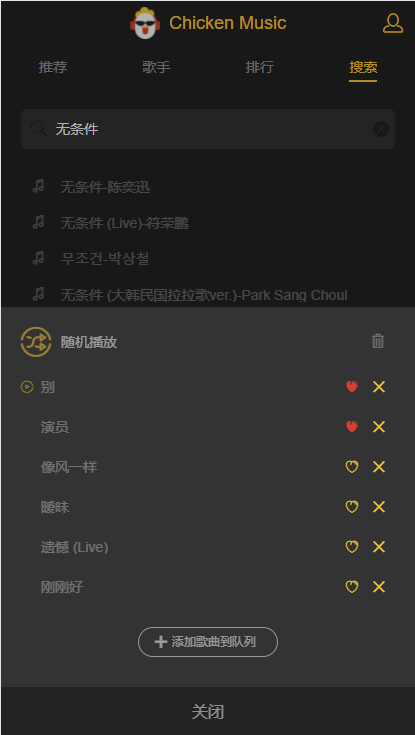 Chicken Music
推荐 歌手 排行 搜索
无条件
无条件-陈奕迅
无条件 (Live)-符荣鹏
무조건-박상철
无条件 (大韩民国拉拉歌ver.)-Park Sang Choul
随机播放
别
演员
像风一样
暧昧
遗憾 (Live)
刚刚好
添加歌曲到队列
关闭